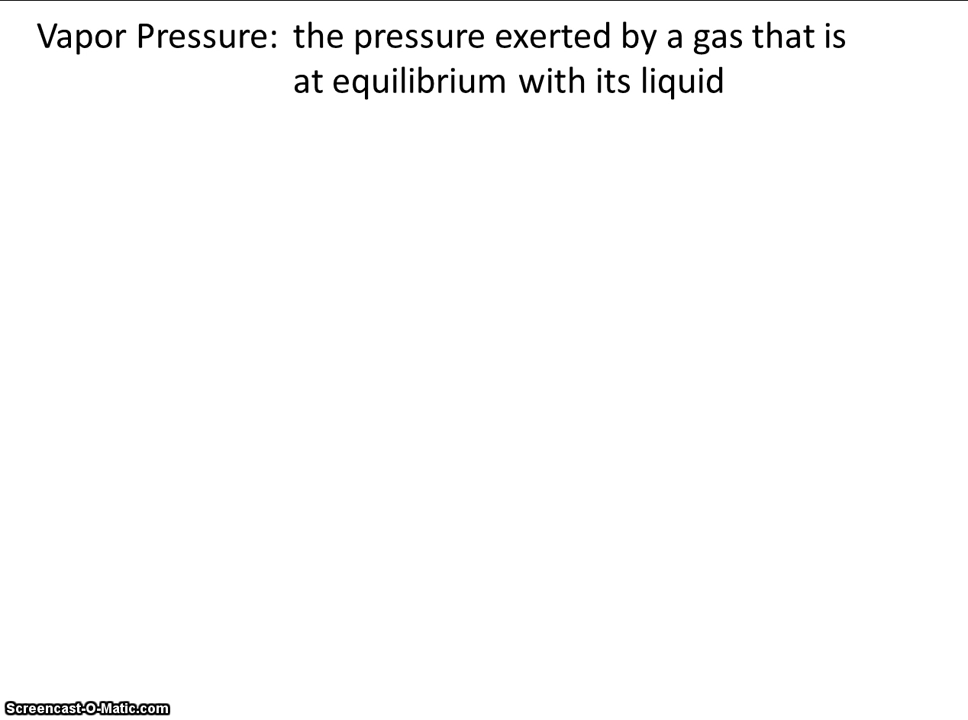 Vapor Pressure: the pressure exerted by a gas that is
at equilibrium with its liquid
Screencast-O-Matic.com